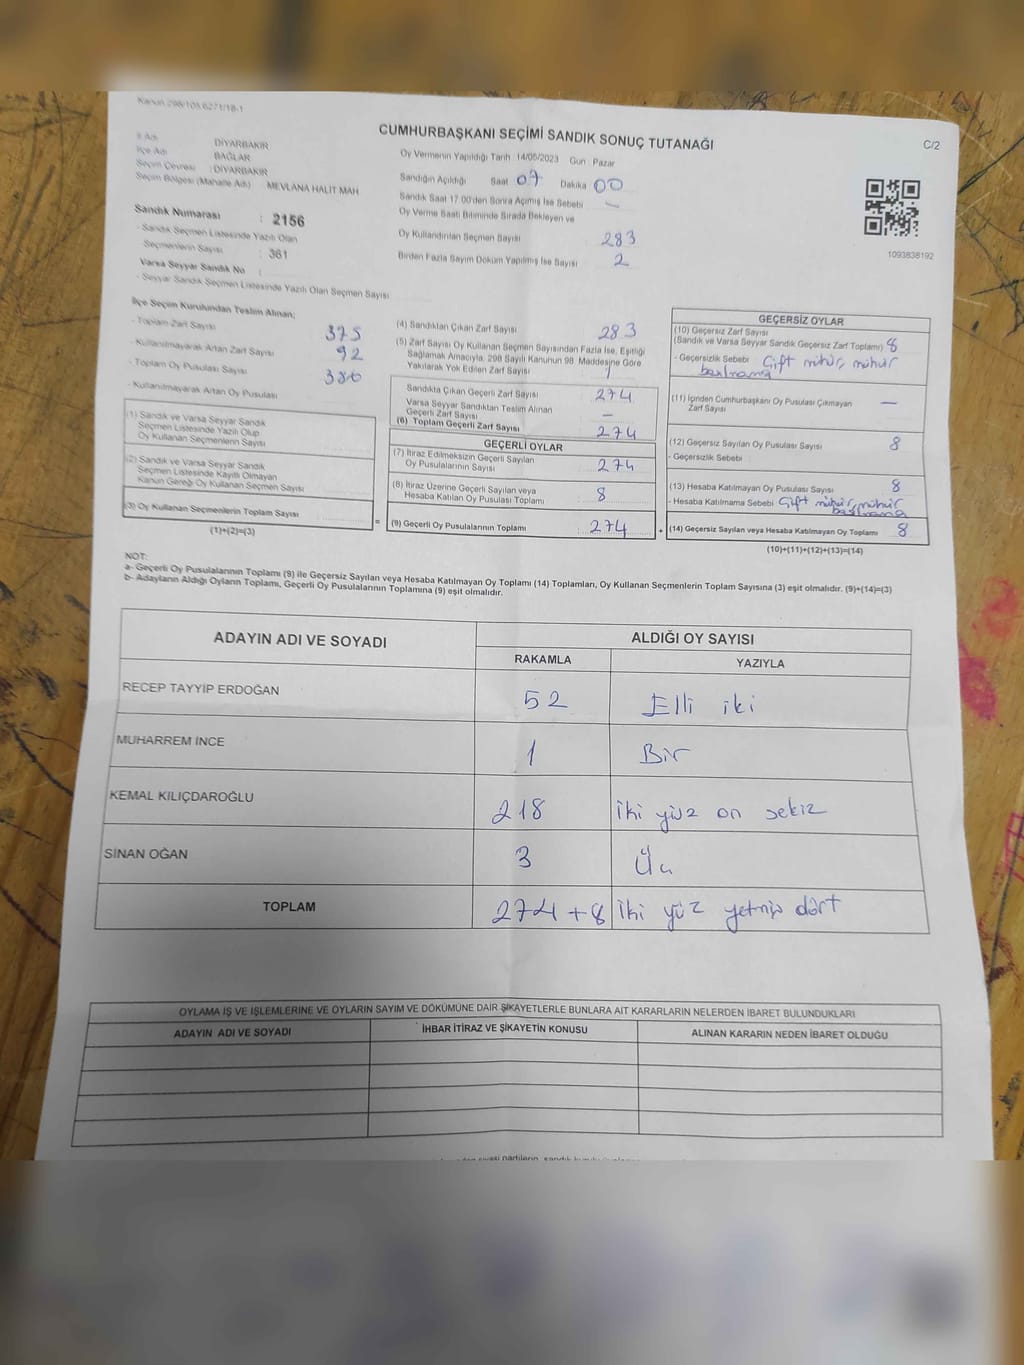 Kanun 298/105,6271/18-1
CUMHURBAŞKANI SEÇİMİ SANDIK SONUÇ TUTANAĞI
C/2
İl Adı : DİYARBAKIR
İlçe Adı : BAĞLAR
Seçim Çevresi : DİYARBAKIR
Seçim Bölgesi (Mahalle Adı) : MEVLANA HALİT MAH
Sandık Numarası : 2156
- Sandık Seçmen Listesinde Yazılı Olan
Seçmenlerin Sayısı : 361
Varsa Seyyar Sandık No :
- Seyyar Sandık Seçmen Listesinde Yazılı Olan Seçmen Sayısı
Oy Vermenin Yapıldığı Tarih : 14/05/2023 Gün : Pazar
Sandığın Açıldığı Saat 07 Dakika 00
Sandık Saat 17:00'den Sonra Açılmış İse Sebebi —
Oy Verme Saati Bitiminde Sırada Bekleyen ve
Oy Kullandırılan Seçmen Sayısı 283
Birden Fazla Sayım Döküm Yapılmış İse Sayısı 2
1093838192
İlçe Seçim Kurulundan Teslim Alınan;
- Toplam Zarf Sayısı 375
- Kullanılmayarak Artan Zarf Sayısı 92
- Toplam Oy Pusulası Sayısı 380
- Kullanılmayarak Artan Oy Pusulası
(1) Sandık ve Varsa Seyyar Sandık
Seçmen Listesinde Yazılı Olup
Oy Kullanan Seçmenlerin Sayısı
(2) Sandık ve Varsa Seyyar Sandık
Seçmen Listesinde Kayıtlı Olmayan
Kanun Gereği Oy Kullanan Seçmen Sayısı
(3) Oy Kullanan Seçmenlerin Toplam Sayısı
(1)+(2)=(3)
(4) Sandıktan Çıkan Zarf Sayısı 283
(5) Zarf Sayısı Oy Kullanan Seçmen Sayısından Fazla İse, Eşitliği
Sağlamak Amacıyla, 298 Sayılı Kanunun 98. Maddesine Göre
Yakılarak Yok Edilen Zarf Sayısı 1
Sandıkta Çıkan Geçerli Zarf Sayısı 274
Varsa Seyyar Sandıktan Teslim Alınan
Geçerli Zarf Sayısı —
(6) Toplam Geçerli Zarf Sayısı 274
GEÇERLİ OYLAR
(7) İtiraz Edilmeksizin Geçerli Sayılan
Oy Pusulalarının Sayısı 274
(8) İtiraz Üzerine Geçerli Sayılan veya
Hesaba Katılan Oy Pusulası Toplamı 8
= (9) Geçerli Oy Pusulalarının Toplamı 274 +
GEÇERSİZ OYLAR
(10) Geçersiz Zarf Sayısı
(Sandık ve Varsa Seyyar Sandık Geçersiz Zarf Toplamı) 8
- Geçersizlik Sebebi Çift mühür, mühür
basılmama
(11) İçinden Cumhurbaşkanı Oy Pusulası Çıkmayan
Zarf Sayısı —
(12) Geçersiz Sayılan Oy Pusulası Sayısı 8
- Geçersizlik Sebebi :
(13) Hesaba Katılmayan Oy Pusulası Sayısı 8
- Hesaba Katılmama Sebebi Çift mühür, mühür
basılmama
(14) Geçersiz Sayılan veya Hesaba Katılmayan Oy Toplamı 8
(10)+(11)+(12)+(13)=(14)
NOT:
a- Geçerli Oy Pusulalarının Toplamı (9) ile Geçersiz Sayılan veya Hesaba Katılmayan Oy Toplamı (14) Toplamları, Oy Kullanan Seçmenlerin Toplam Sayısına (3) eşit olmalıdır. (9)+(14)=(3)
b- Adayların Aldığı Oyların Toplamı, Geçerli Oy Pusulalarının Toplamına (9) eşit olmalıdır.
ADAYIN ADI VE SOYADI
ALDIĞI OY SAYISI
RAKAMLA YAZIYLA
RECEP TAYYİP ERDOĞAN 52 Elli iki
MUHARREM İNCE 1 Bir
KEMAL KILIÇDAROĞLU 218 iki yüz on sekiz
SİNAN OĞAN 3 Üç
TOPLAM 274 + 8 iki yüz yetmiş dört
OYLAMA İŞ VE İŞLEMLERİNE VE OYLARIN SAYIM VE DÖKÜMÜNE DAİR ŞİKAYETLERLE BUNLARA AİT KARARLARIN NELERDEN İBARET BULUNDUKLARI
ADAYIN ADI VE SOYADI İHBAR İTİRAZ VE ŞİKAYETİN KONUSU ALINAN KARARIN NEDEN İBARET OLDUĞU